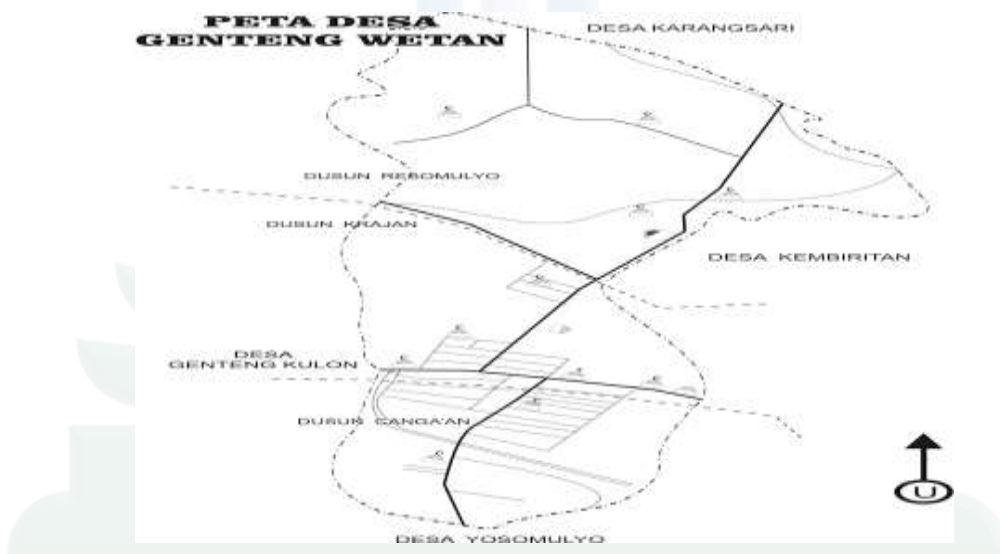 PETA DESA
GENTENG WETAN
DESA KARANGSARI
DUSUN REBOMULYO
DUSUN KRAJAN
DESA KEMBIRITAN
DESA
GENTENG KULON
DUSUN CANGA'AN
DESA YOSOMULYO
U